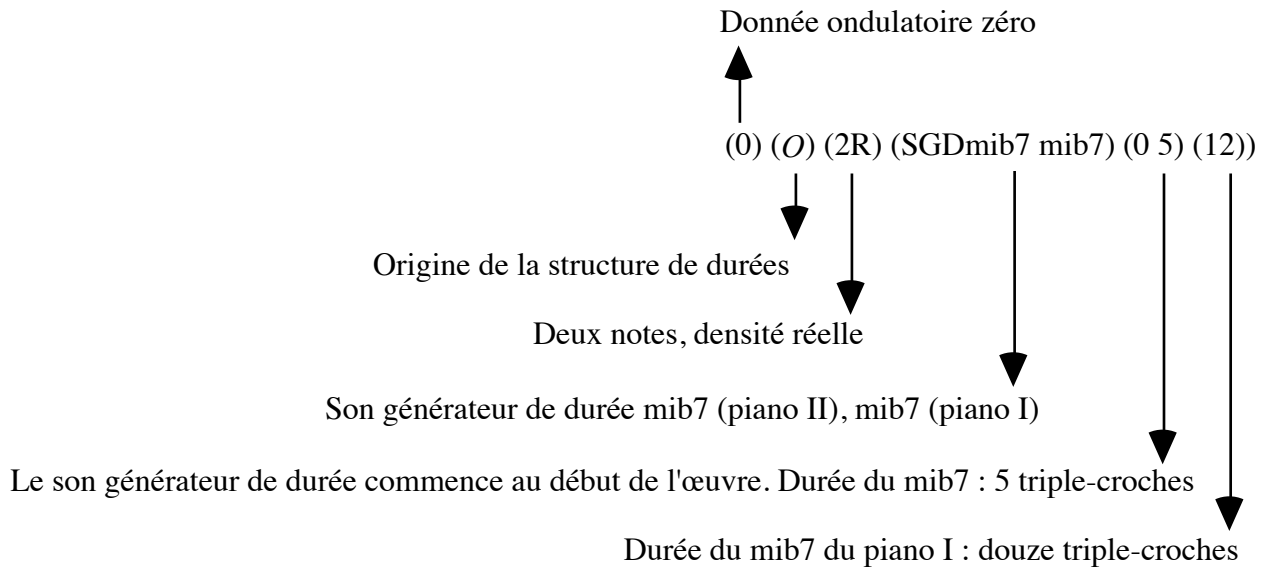 Donnée ondulatoire zéro
(0) (O) (2R) (SGDmib7 mib7) (0 5) (12))
Origine de la structure de durées
Deux notes, densité réelle
Son générateur de durée mib7 (piano II), mib7 (piano I)
Le son générateur de durée commence au début de l'œuvre. Durée du mib7 : 5 triple-croches
Durée du mib7 du piano I : douze triple-croches